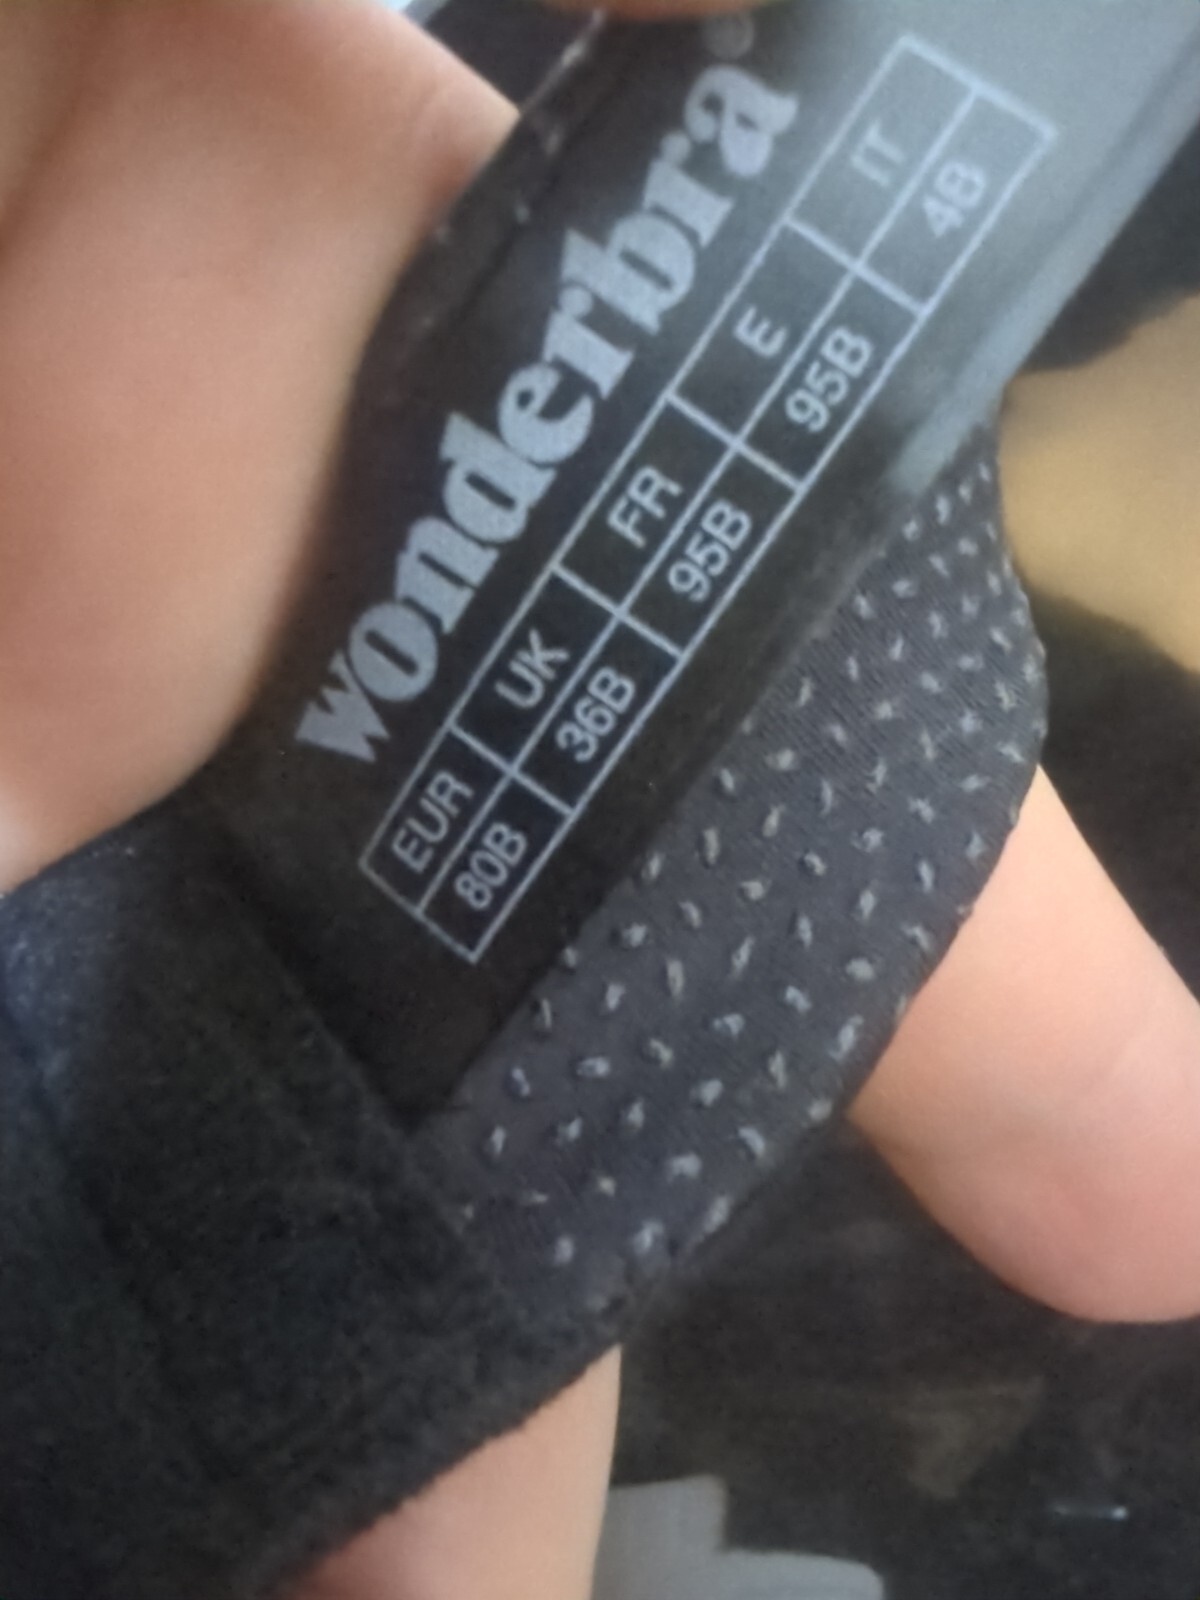 wonderbra®
EUR UK FR E IT
80B 36B 95B 95B 4B